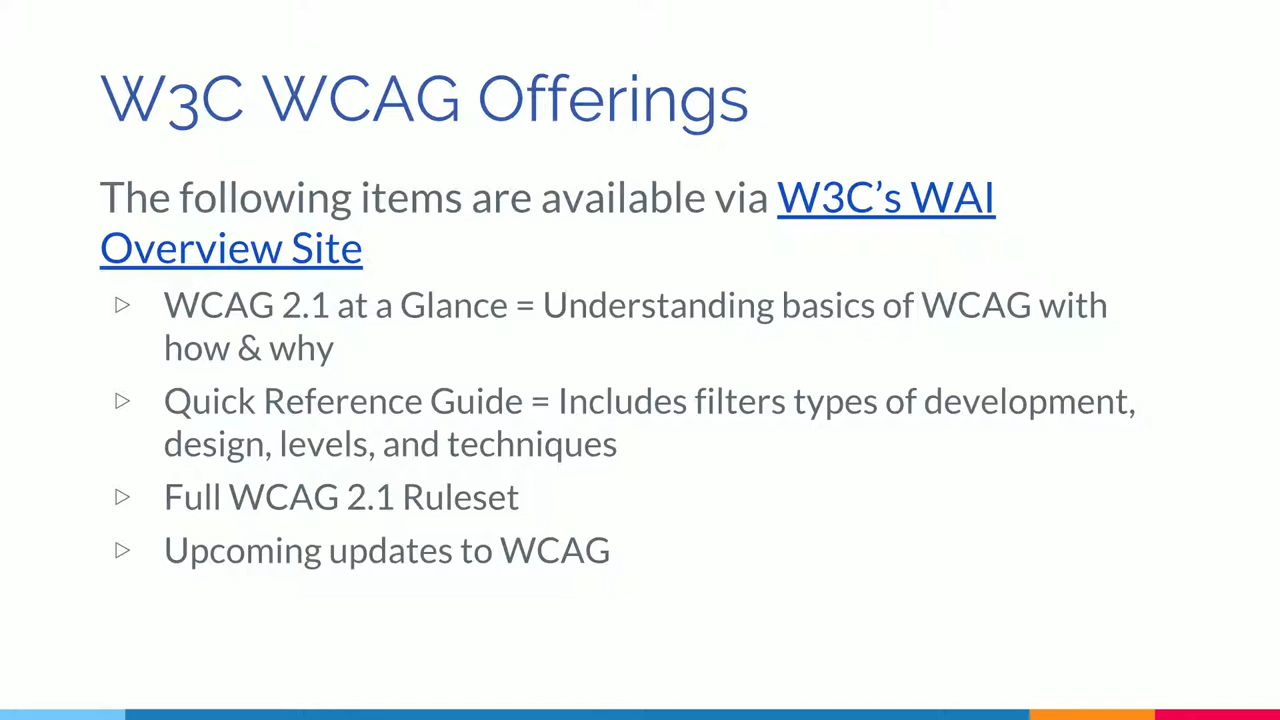 W3C WCAG Offerings
The following items are available via W3C’s WAI
Overview Site
▷ WCAG 2.1 at a Glance = Understanding basics of WCAG with
how & why
▷ Quick Reference Guide = Includes filters types of development,
design, levels, and techniques
▷ Full WCAG 2.1 Ruleset
▷ Upcoming updates to WCAG